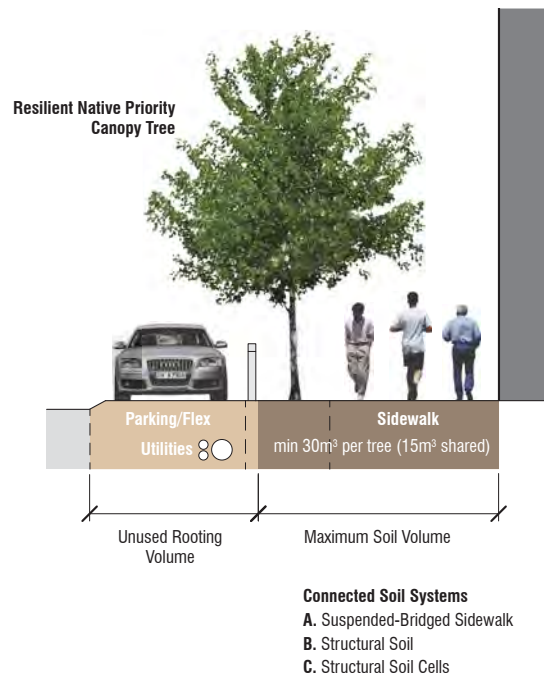 Resilient Native Priority
Canopy Tree
Parking/Flex
Utilities
Sidewalk
min 30m³ per tree (15m³ shared)
Unused Rooting
Volume
Maximum Soil Volume
Connected Soil Systems
A. Suspended-Bridged Sidewalk
B. Structural Soil
C. Structural Soil Cells